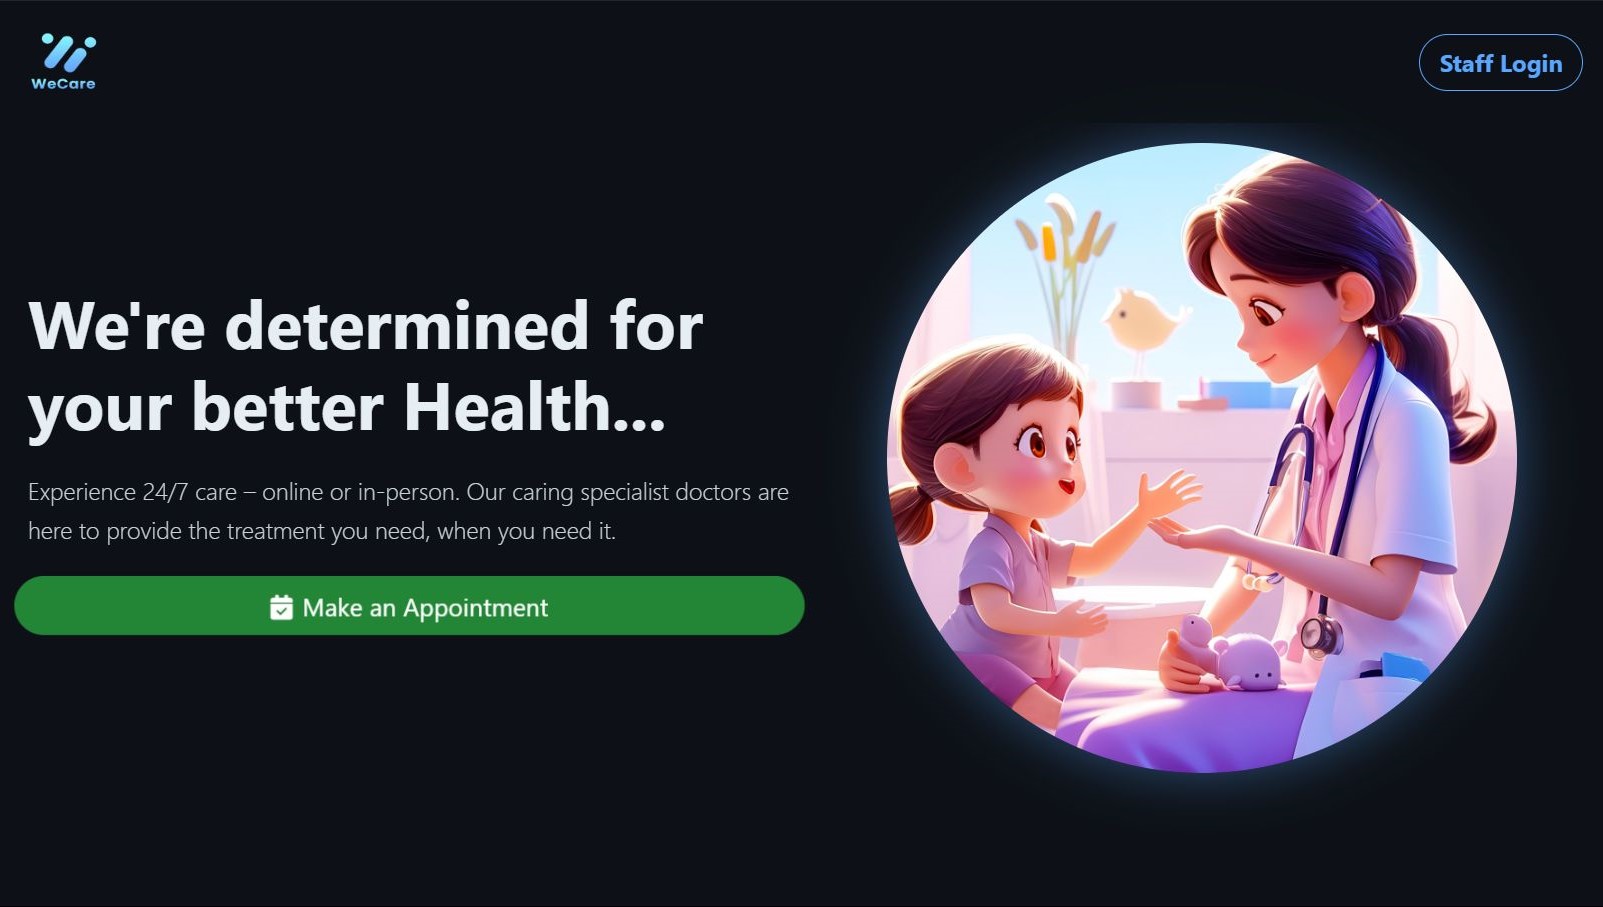 WeCare
Staff Login
We're determined for
your better Health...
Experience 24/7 care – online or in-person. Our caring specialist doctors are
here to provide the treatment you need, when you need it.
Make an Appointment